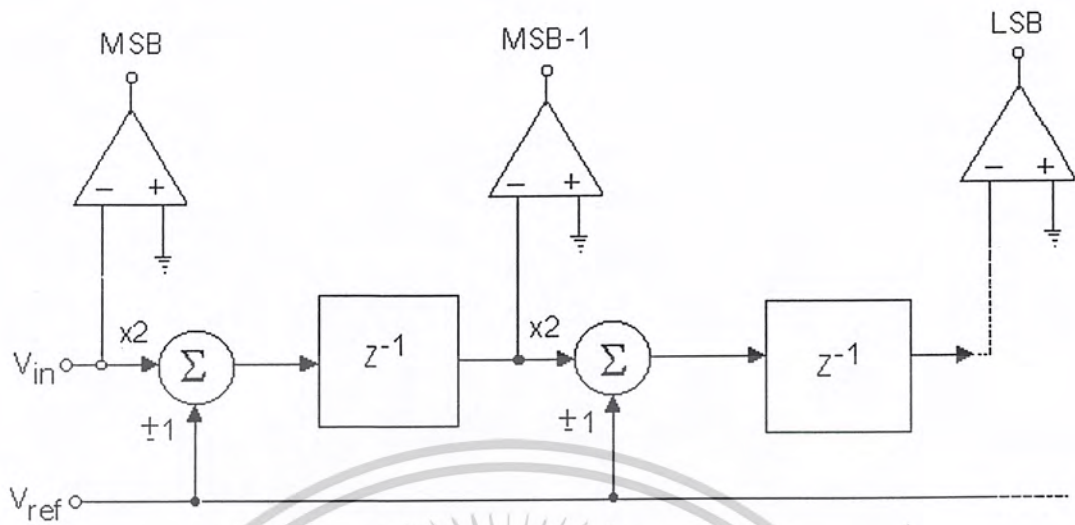 MSB
MSB-1
LSB
− +
− +
− +
V_in
x2
Σ
z⁻¹
x2
Σ
z⁻¹
±1
±1
V_ref